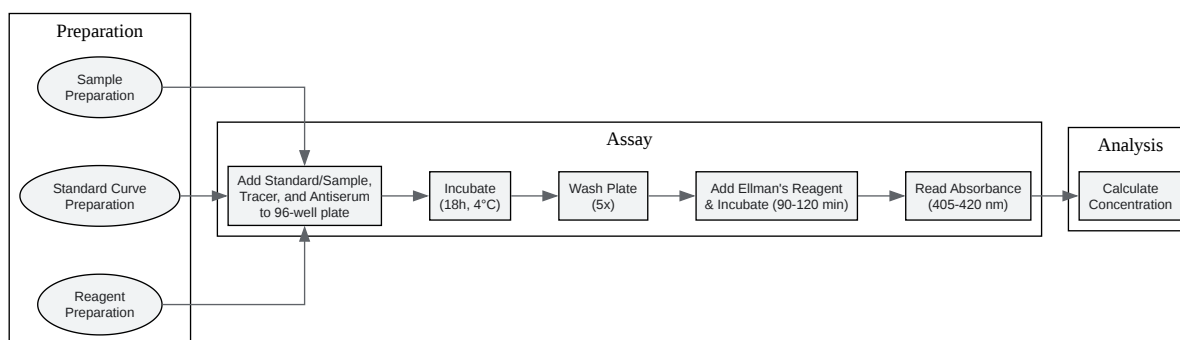 Preparation
Sample
Preparation
Standard Curve
Preparation
Reagent
Preparation
Assay
Add Standard/Sample,
Tracer, and Antiserum
to 96-well plate
Incubate
(18h, 4°C)
Wash Plate
(5x)
Add Ellman's Reagent
& Incubate (90-120 min)
Read Absorbance
(405-420 nm)
Analysis
Calculate
Concentration